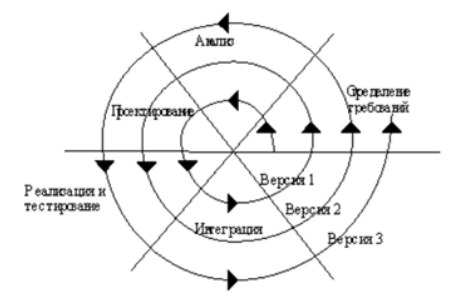 Анализ
Определение
требований
Проектирование
Версия 1
Реализация и
тестирование
Версия 2
Интеграция
Версия 3